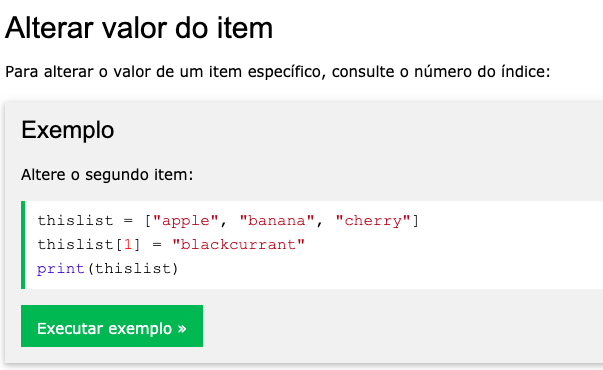 Alterar valor do item
Para alterar o valor de um item específico, consulte o número do índice:
Exemplo
Altere o segundo item:
thislist = ["apple", "banana", "cherry"]
thislist[1] = "blackcurrant"
print(thislist)
Executar exemplo »